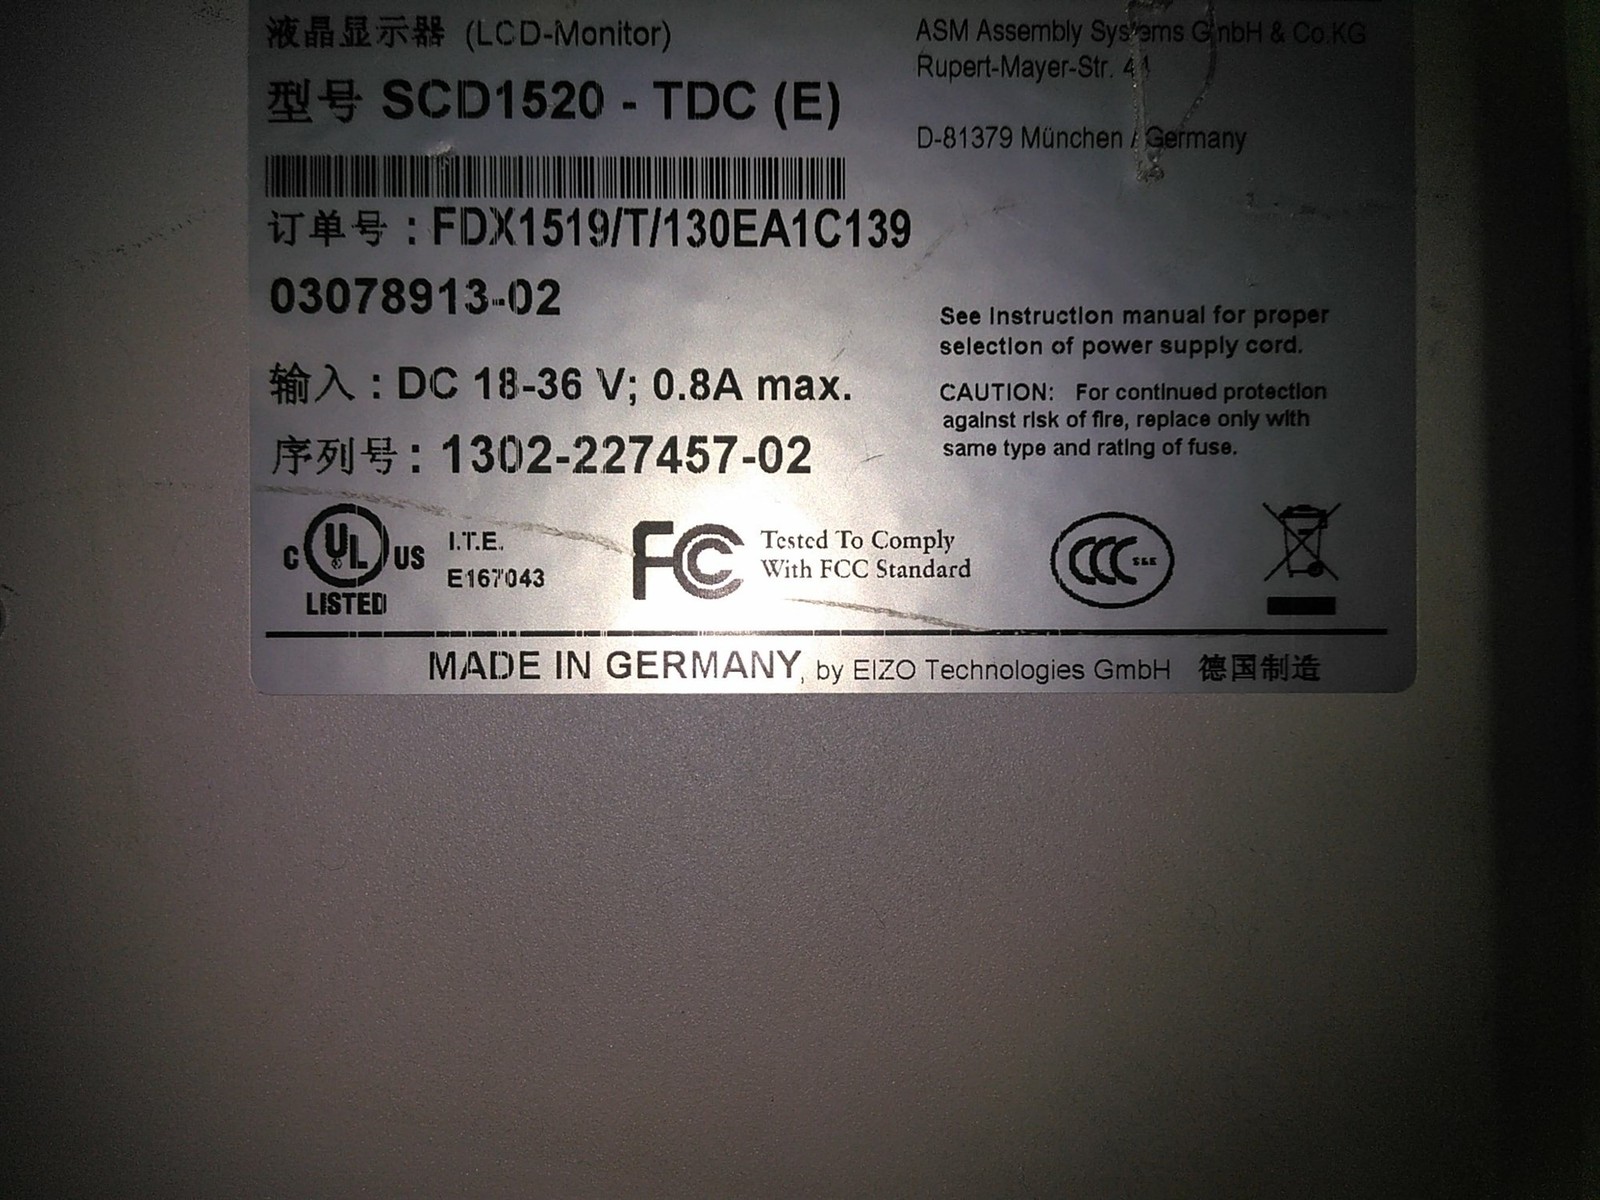 液晶显示器 (LCD-Monitor)
型号 SCD1520 - TDC (E)
订单号 : FDX1519/T/130EA1C139
03078913-02
输入 : DC 18-36 V; 0.8A max.
序列号 : 1302-227457-02
ASM Assembly Systems GmbH & Co.KG
Rupert-Mayer-Str. 44
D-81379 München / Germany
See instruction manual for proper
selection of power supply cord.
CAUTION: For continued protection
against risk of fire, replace only with
same type and rating of fuse.
C UL ® US
LISTED
I.T.E.
E167043
FC
Tested To Comply
With FCC Standard
CCC S&E
MADE IN GERMANY, by EIZO Technologies GmbH 德国制造